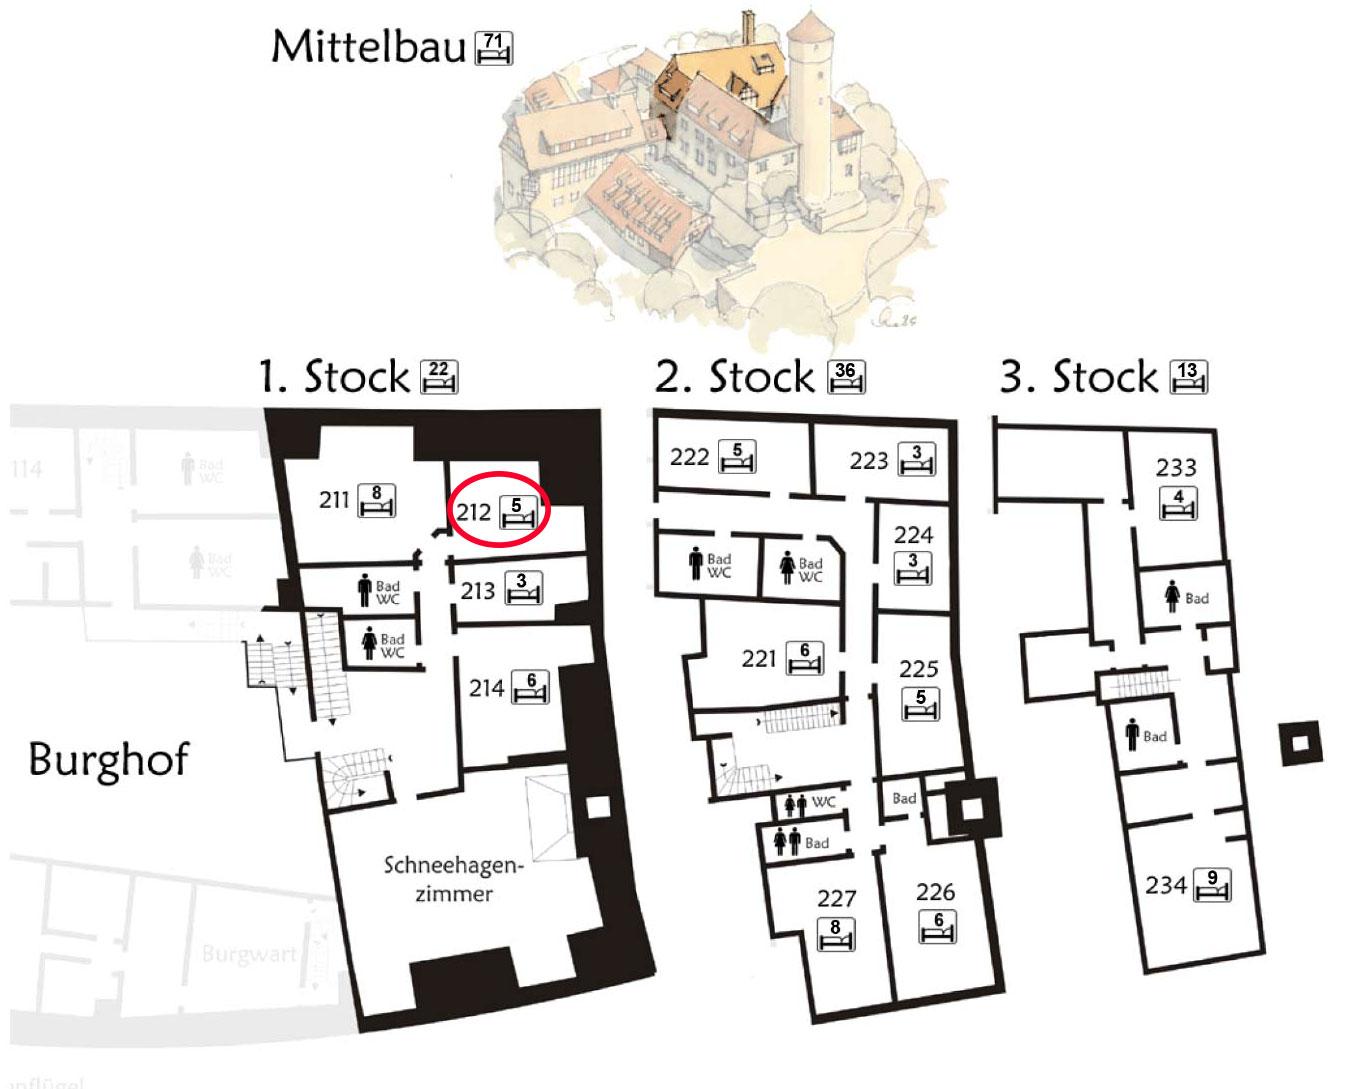 Mittelbau 71
1. Stock 22
2. Stock 36
3. Stock 13
114
Bad
WC
Bad
WC
211 8
212 5
Bad
WC
213 3
Bad
WC
214 6
Burghof
Schneehagen-
zimmer
Burgwart
222 5
223 3
224
3
Bad
WC
Bad
WC
221 6
225
5
WC
Bad
Bad
227
8
226
6
233
4
Bad
Bad
234 9